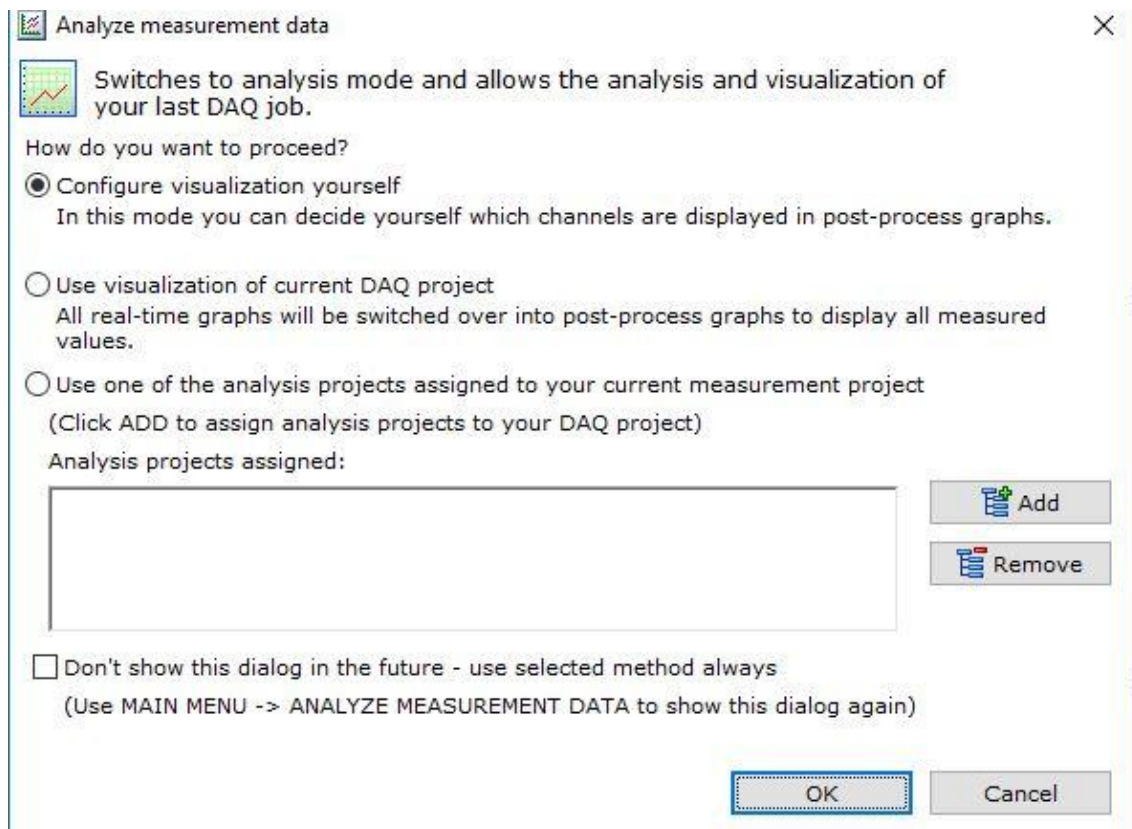 Analyze measurement data
Switches to analysis mode and allows the analysis and visualization of
your last DAQ job.
How do you want to proceed?
Configure visualization yourself
In this mode you can decide yourself which channels are displayed in post-process graphs.
Use visualization of current DAQ project
All real-time graphs will be switched over into post-process graphs to display all measured
values.
Use one of the analysis projects assigned to your current measurement project
(Click ADD to assign analysis projects to your DAQ project)
Analysis projects assigned:
Add
Remove
Don't show this dialog in the future - use selected method always
(Use MAIN MENU -> ANALYZE MEASUREMENT DATA to show this dialog again)
OK Cancel